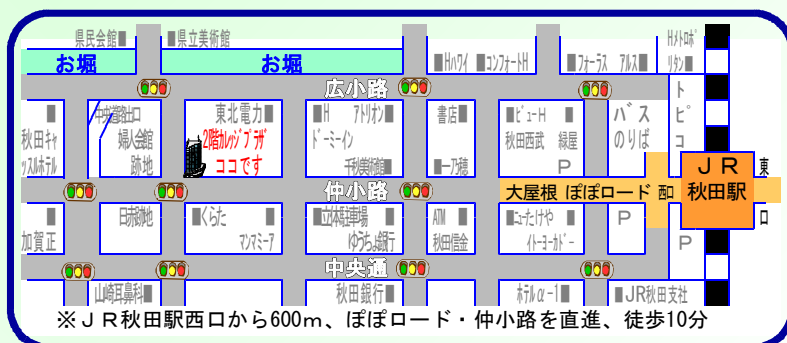 県民会館■ ■県立美術館
Hメトロポリタン■
お堀 お堀 ■Hハワイ ■コンフォートH ■フォーラス アルス■
広小路
トピコ
■ 中央道路出口 東北電力■ ■H アトリオン■ 書店■ ■ビューH ■ バス
秋田キャッスルホテル 婦人会館 2階カレッジプラザ ドーミーイン 秋田西武 緑屋 のりば
跡地 ココです 千秋美術館■ ■一乃穂 P
仲小路 大屋根 ぽぽロード 西口 JR秋田駅 東口
■ 日赤跡地 ■くらた ■ ■立体駐車場 ■ ATM ■ ■ニューたけや ■ P
加賀正 マンマミーア ゆうちょ銀行 秋田信金 イトーヨーカドー P
中央通
山崎耳鼻科■ 秋田銀行■ ホテルα-1■ ■JR秋田支社
※JR秋田駅西口から600m、ぽぽロード・仲小路を直進、徒歩10分